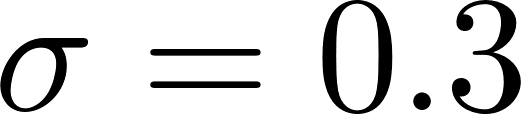 σ = 0.3